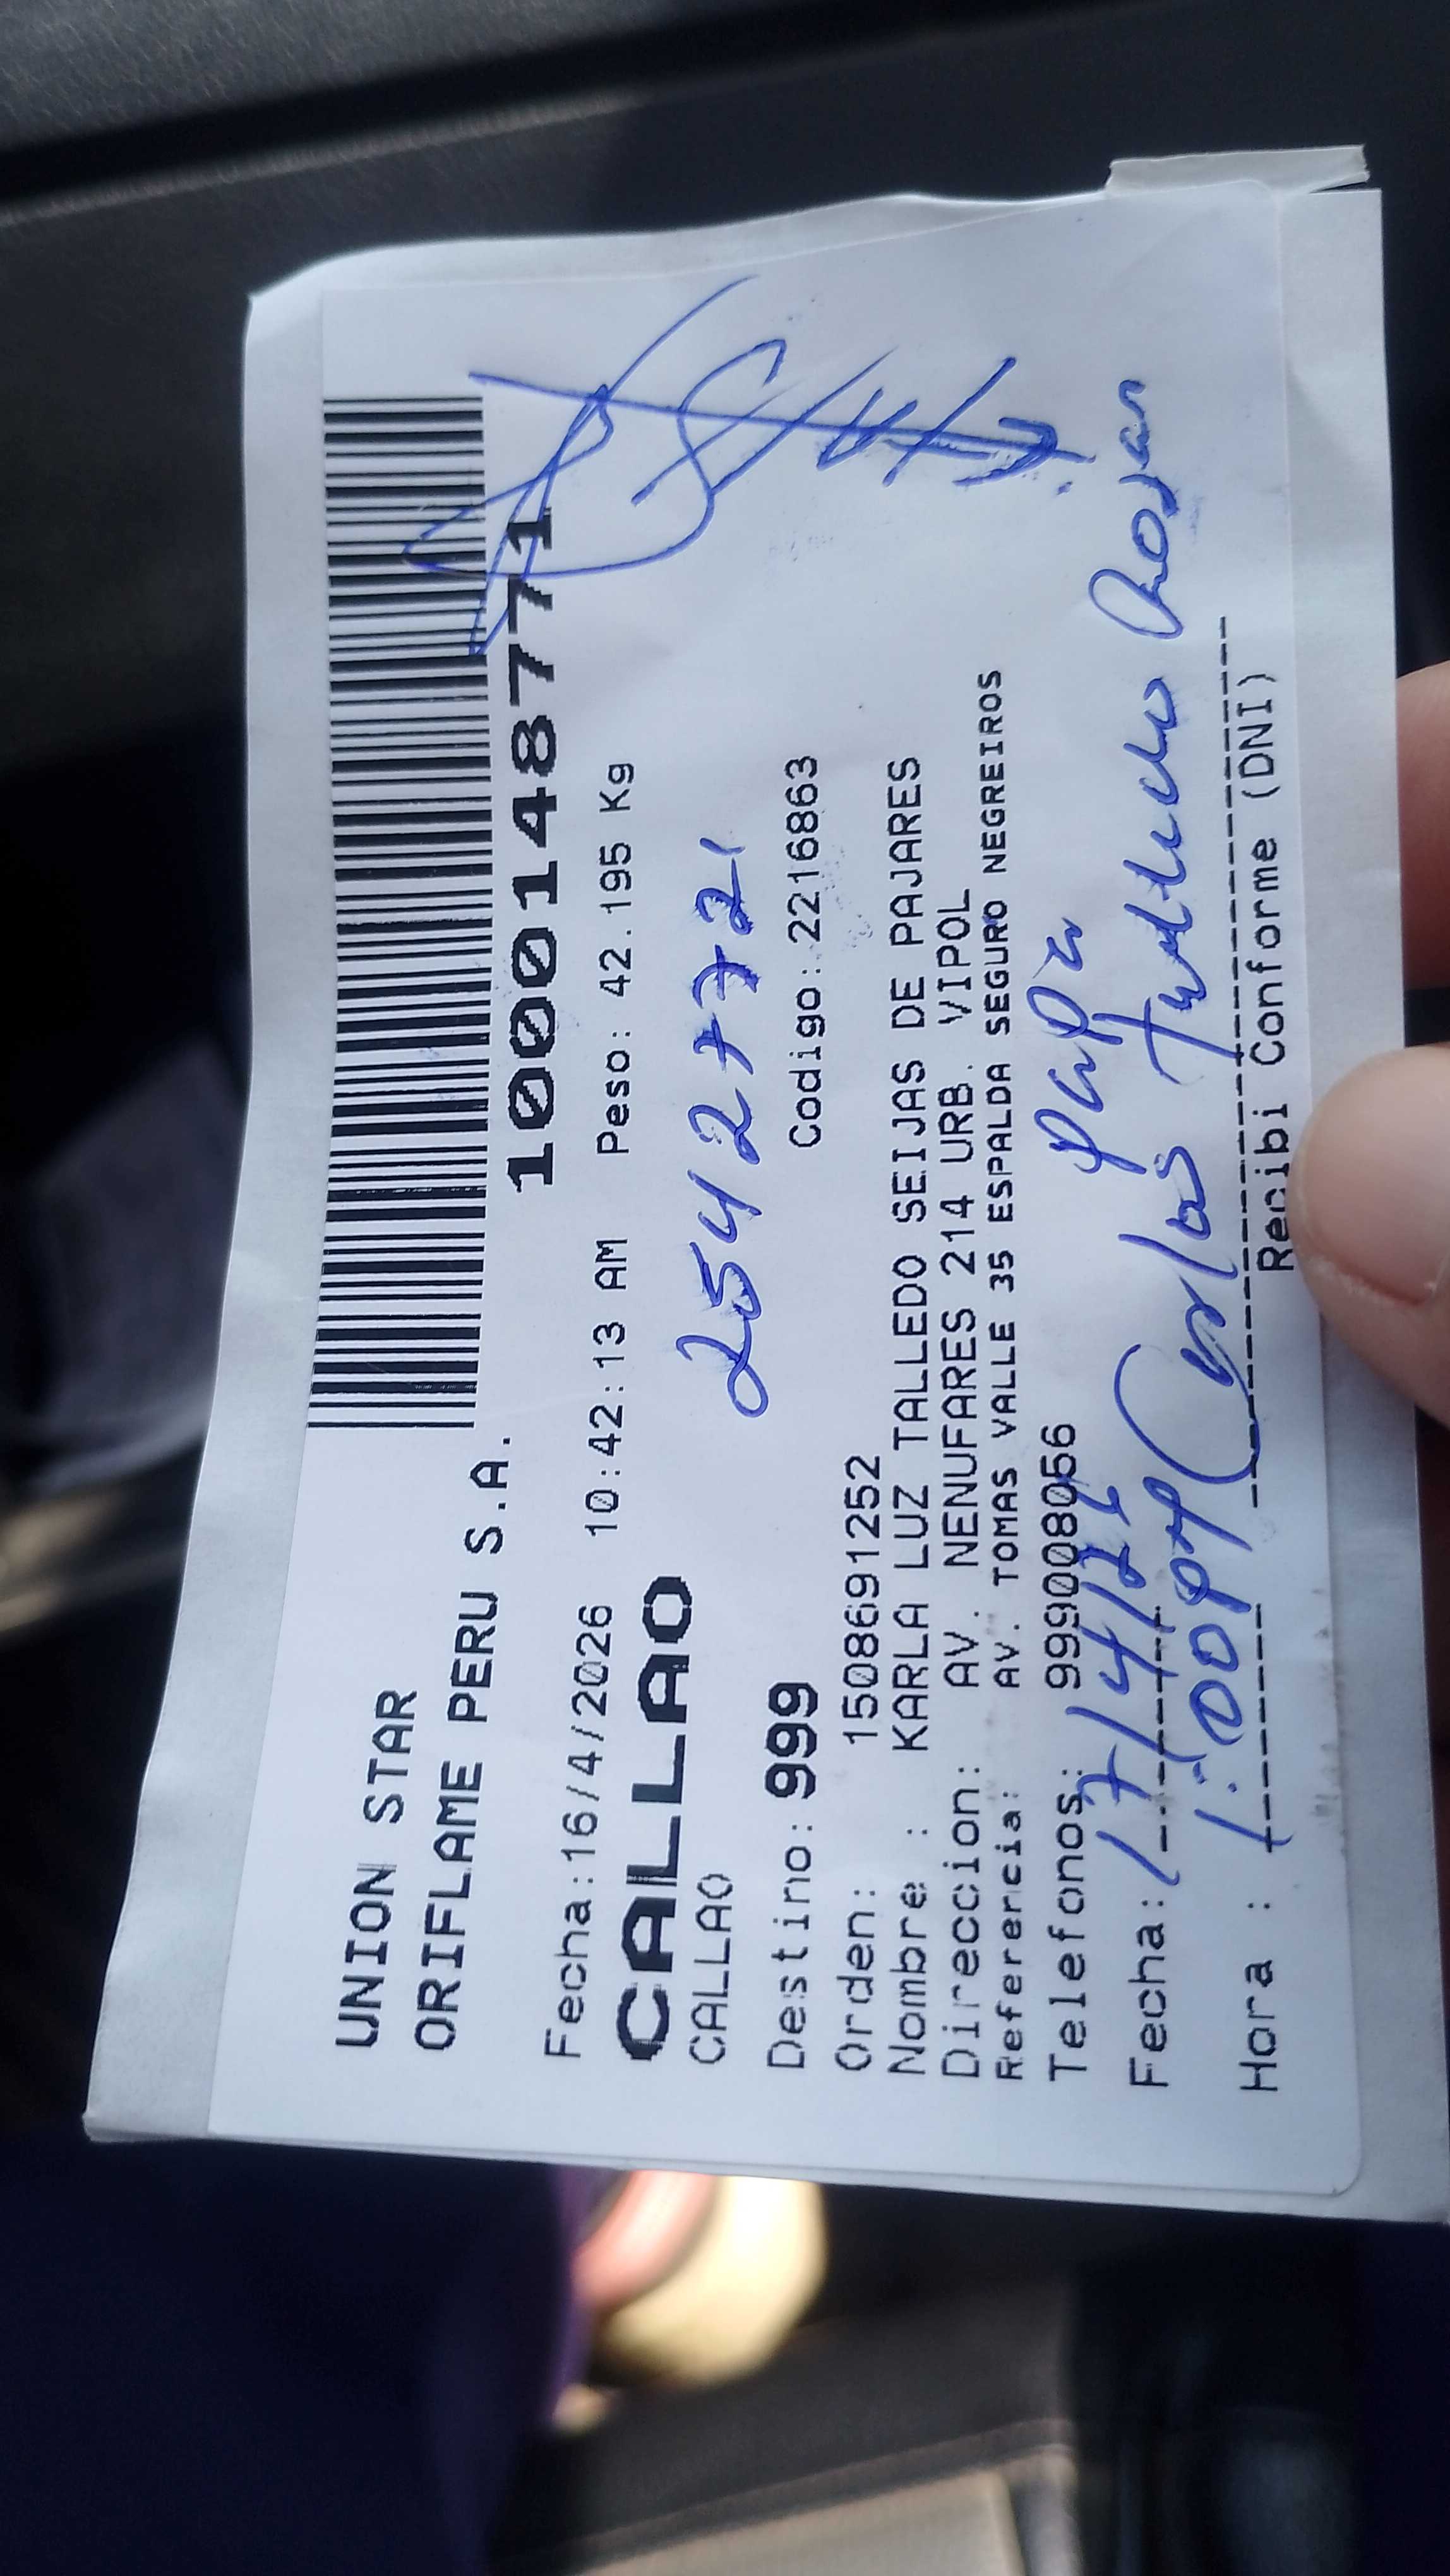 UNION STAR
ORIFLAME PERU S.A.
100148771
Fecha:16/4/2026 10:42:13 AM Peso: 42.195 Kg
CALLAO
CALLAO
25427721
Destino: 999 Codigo:2216863
Orden: 1508691252
Nombre : KARLA LUZ TALLEDO SEIJAS DE PAJARES
Direccion: AV. NENUFARES 214 URB. VIPOL
Referencia: AV. TOMAS VALLE 35 ESPALDA SEGURO NEGREIROS
Telefonos: 999008056
papa
Fecha: 17/4/26 Carlos
Hora : 1:00pm
Recibi Conforme (DNI)